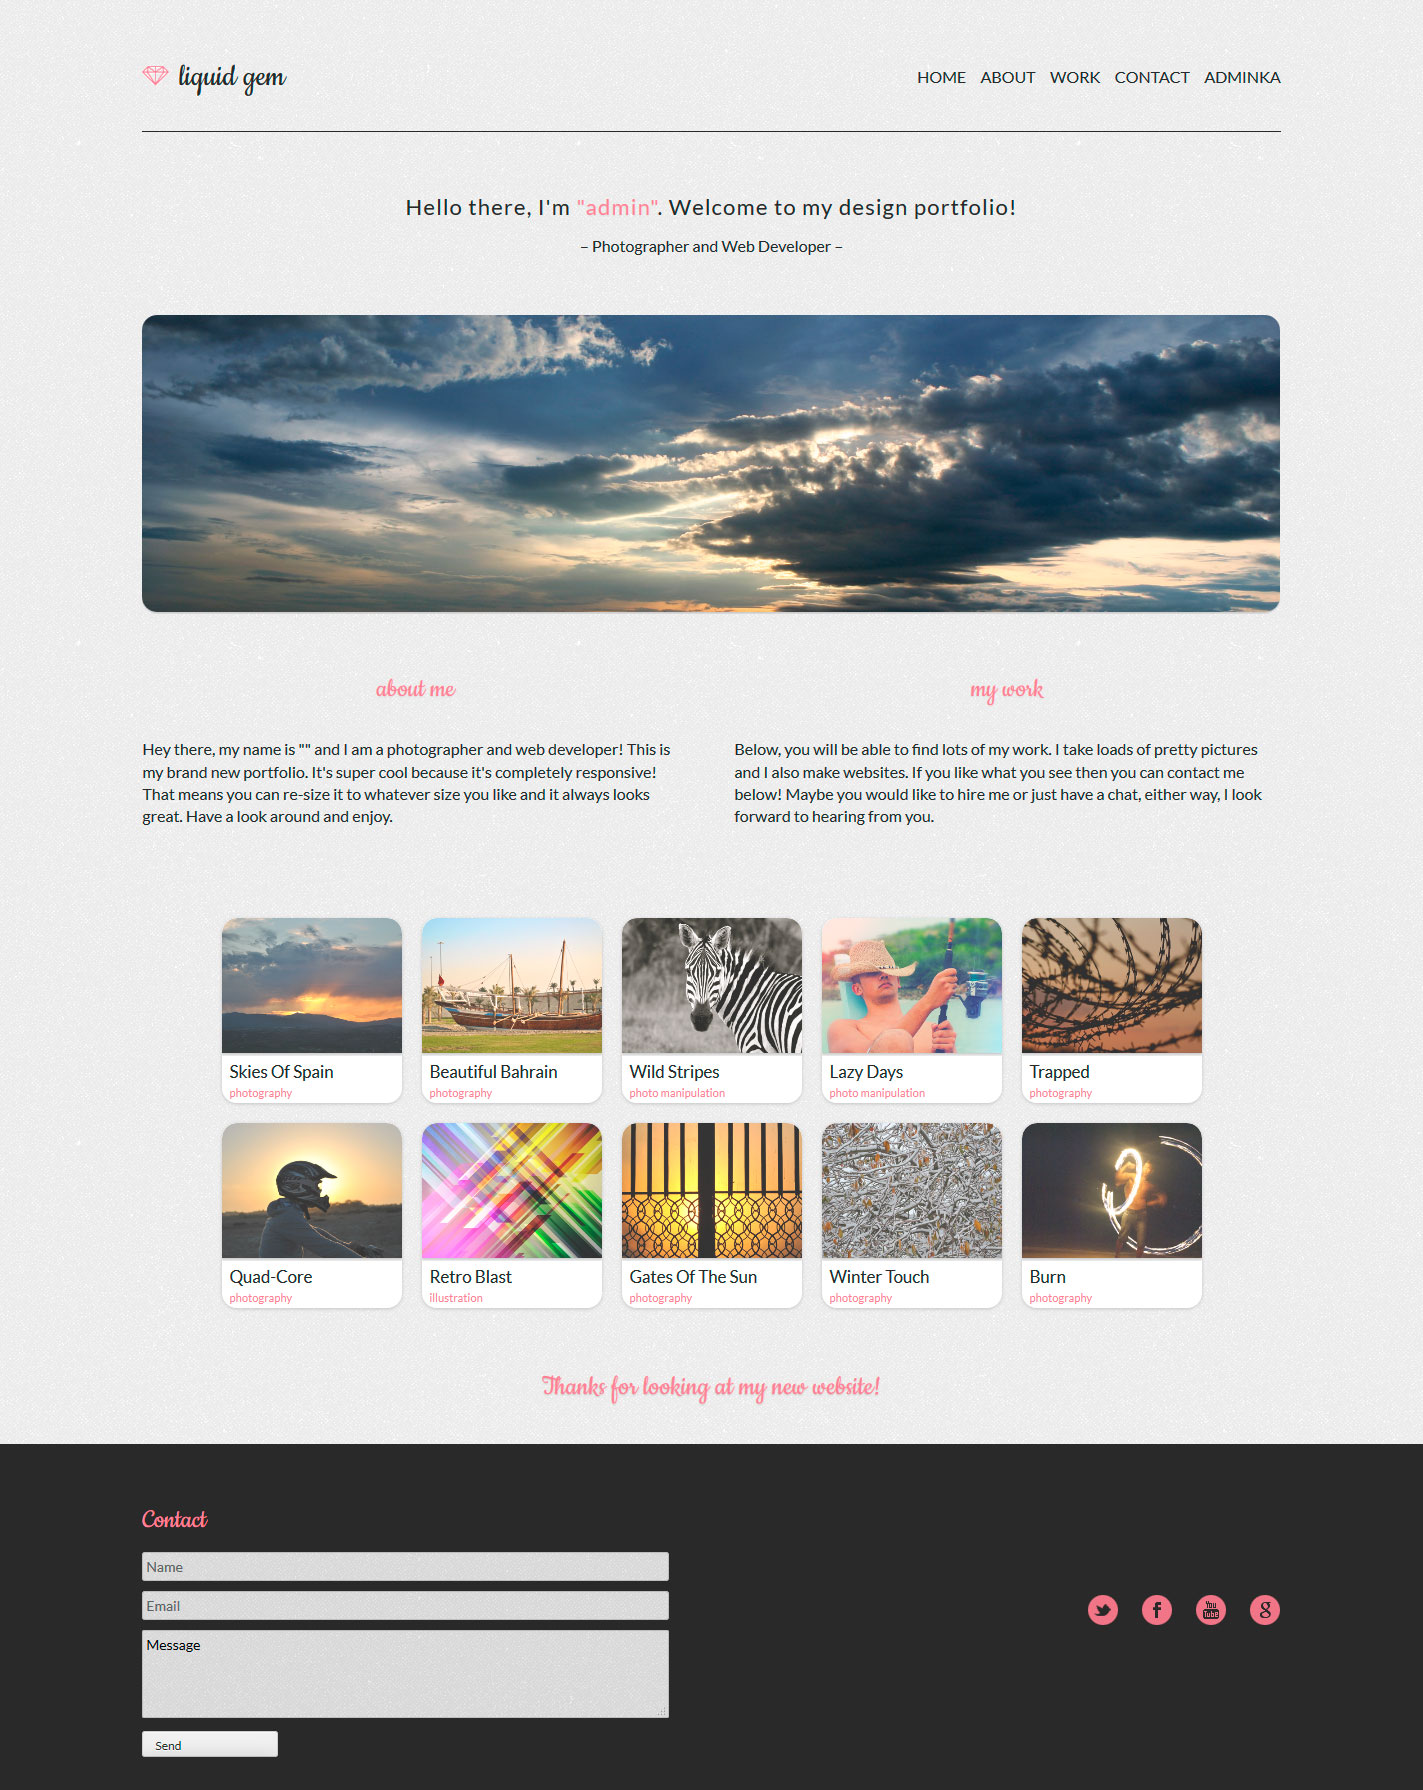 liquid gem
HOME ABOUT WORK CONTACT ADMINKA
Hello there, I'm "admin". Welcome to my design portfolio!
– Photographer and Web Developer –
about me
Hey there, my name is "" and I am a photographer and web developer! This is
my brand new portfolio. It's super cool because it's completely responsive!
That means you can re-size it to whatever size you like and it always looks
great. Have a look around and enjoy.
my work
Below, you will be able to find lots of my work. I take loads of pretty pictures
and I also make websites. If you like what you see then you can contact me
below! Maybe you would like to hire me or just have a chat, either way, I look
forward to hearing from you.
Skies Of Spain
photography
Beautiful Bahrain
photography
Wild Stripes
photo manipulation
Lazy Days
photo manipulation
Trapped
photography
Quad-Core
photography
Retro Blast
illustration
Gates Of The Sun
photography
Winter Touch
photography
Burn
photography
Thanks for looking at my new website!
Contact
Name
Email
Message
Send
You
Tube